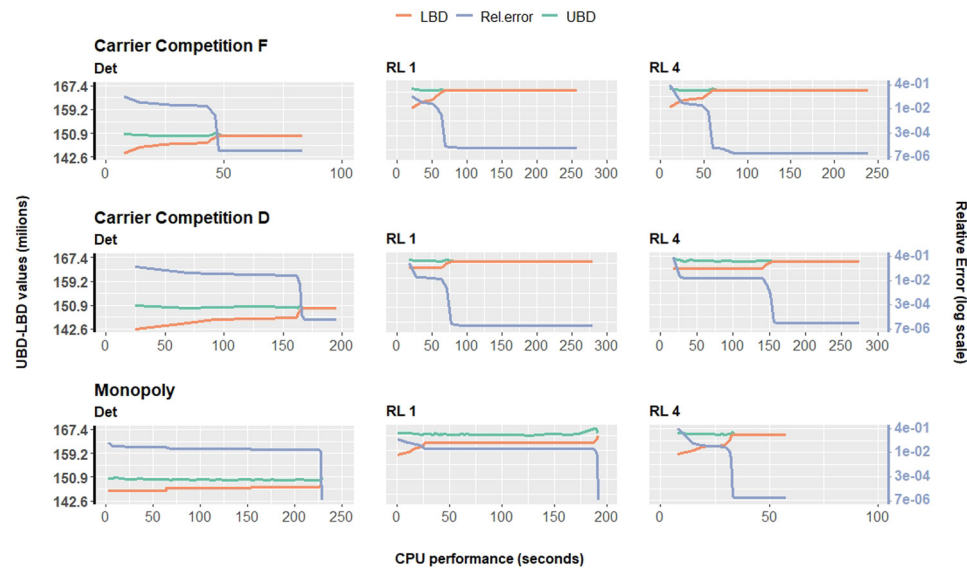 LBD Rel.error UBD
Carrier Competition F
Det RL 1 RL 4
167.4
159.2
150.9
142.6
4e-01
1e-02
3e-04
7e-06
0 50 100
0 50 100 150 200 250 300
0 50 100 150 200 250
Carrier Competition D
Det RL 1 RL 4
167.4
159.2
150.9
142.6
4e-01
1e-02
3e-04
7e-06
0 50 100 150 200
0 50 100 150 200 250 300
0 50 100 150 200 250 300
Monopoly
Det RL 1 RL 4
167.4
159.2
150.9
142.6
4e-01
1e-02
3e-04
7e-06
0 50 100 150 200 250
0 50 100 150 200
0 50 100
UBD-LBD values (milions)
Relative Error (log scale)
CPU performance (seconds)